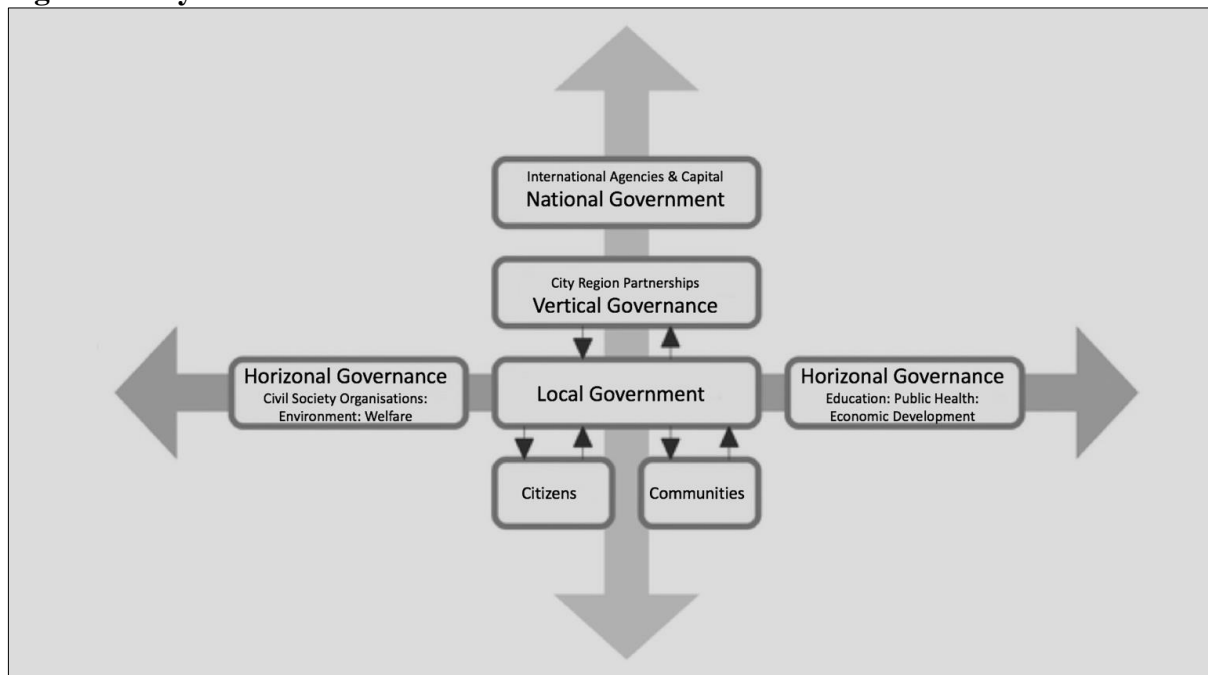 International Agencies & Capital
National Government
City Region Partnerships
Vertical Governance
Horizonal Governance
Civil Society Organisations:
Environment: Welfare
Local Government
Horizonal Governance
Education: Public Health:
Economic Development
Citizens
Communities